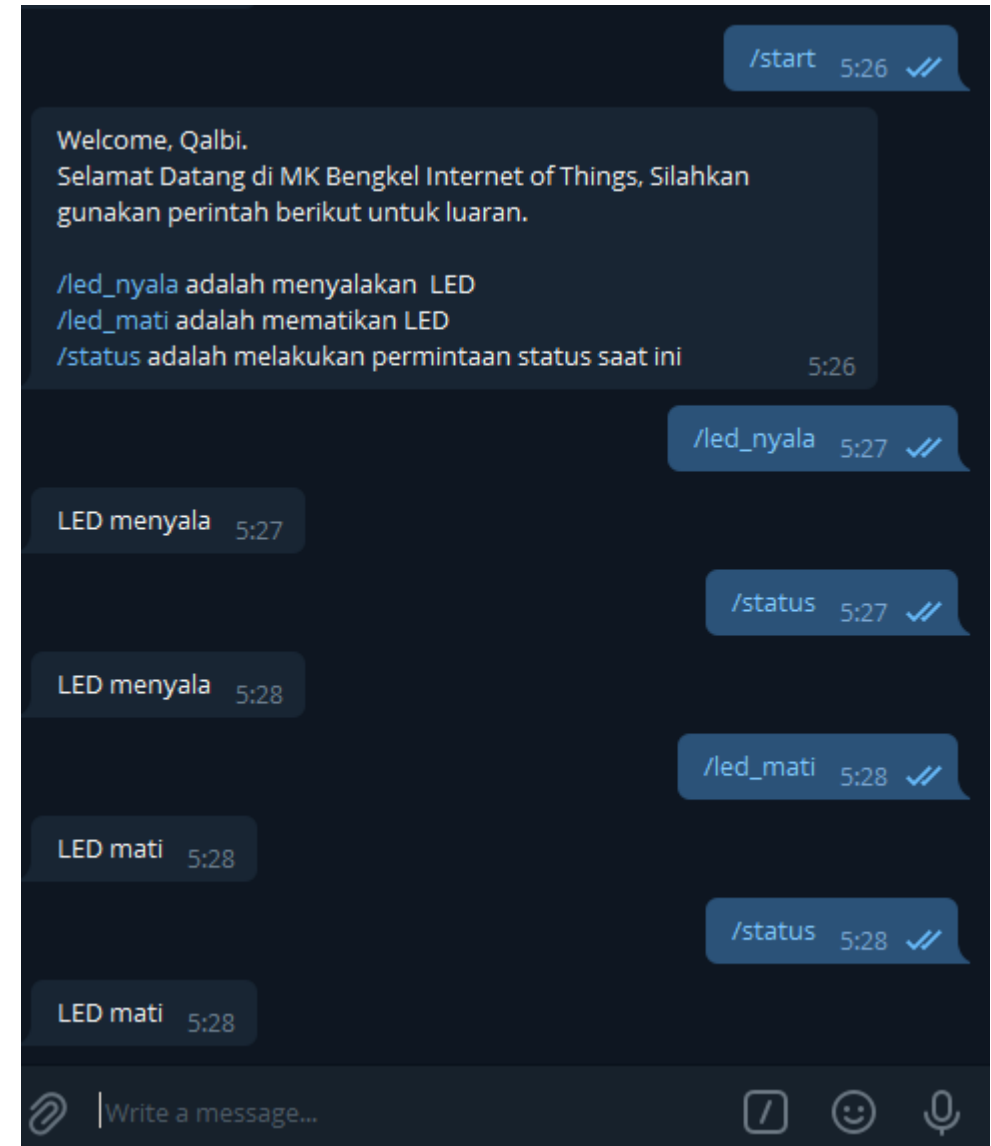 /start 5:26
Welcome, Qalbi.
Selamat Datang di MK Bengkel Internet of Things, Silahkan
gunakan perintah berikut untuk luaran.
/led_nyala adalah menyalakan  LED
/led_mati adalah mematikan LED
/status adalah melakukan permintaan status saat ini 5:26
/led_nyala 5:27
LED menyala 5:27
/status 5:27
LED menyala 5:28
/led_mati 5:28
LED mati 5:28
/status 5:28
LED mati 5:28
Write a message...